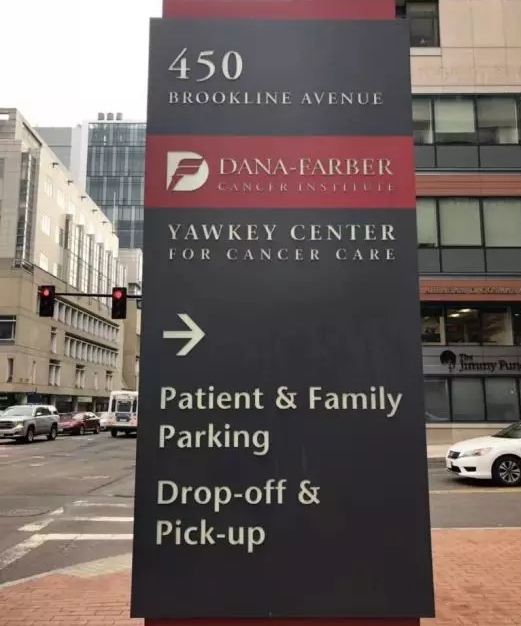 450
BROOKLINE AVENUE
DANA-FARBER
CANCER INSTITUTE
YAWKEY CENTER
FOR CANCER CARE
Patient & Family
Parking
Drop-off &
Pick-up
The
Jimmy Fund